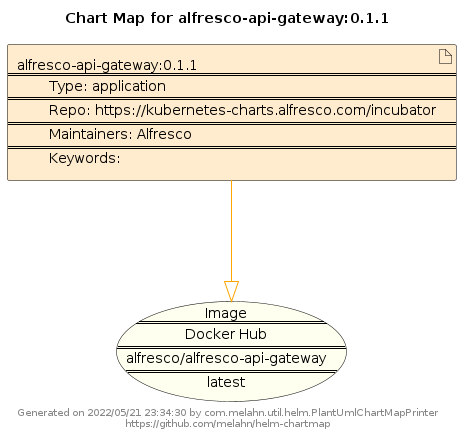 Chart Map for alfresco-api-gateway:0.1.1
alfresco-api-gateway:0.1.1
Type: application
Repo: https://kubernetes-charts.alfresco.com/incubator
Maintainers: Alfresco
Keywords:
Image
Docker Hub
alfresco/alfresco-api-gateway
latest
Generated on 2022/05/21 23:34:30 by com.melahn.util.helm.PlantUmlChartMapPrinter
https://github.com/melahn/helm-chartmap